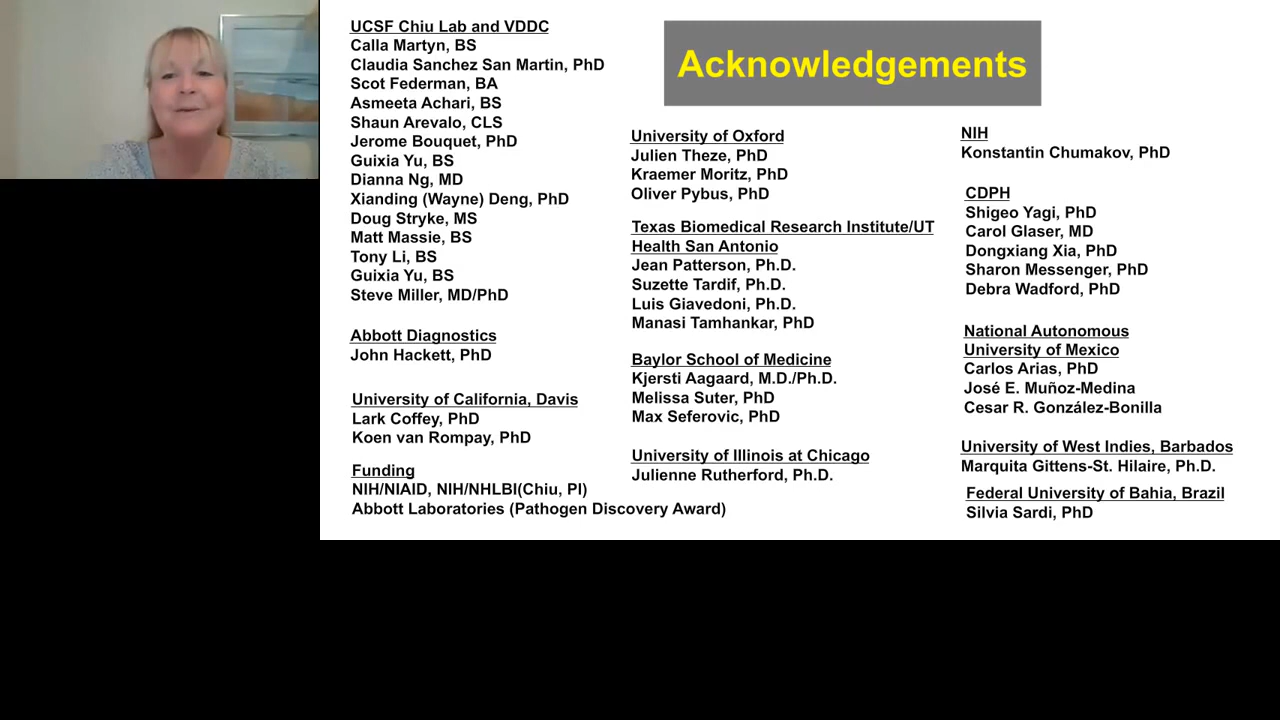 Acknowledgements
UCSF Chiu Lab and VDDC
Calla Martyn, BS
Claudia Sanchez San Martin, PhD
Scot Federman, BA
Asmeeta Achari, BS
Shaun Arevalo, CLS
Jerome Bouquet, PhD
Guixia Yu, BS
Dianna Ng, MD
Xianding (Wayne) Deng, PhD
Doug Stryke, MS
Matt Massie, BS
Tony Li, BS
Guixia Yu, BS
Steve Miller, MD/PhD
Abbott Diagnostics
John Hackett, PhD
University of California, Davis
Lark Coffey, PhD
Koen van Rompay, PhD
Funding
NIH/NIAID, NIH/NHLBI(Chiu, PI)
Abbott Laboratories (Pathogen Discovery Award)
University of Oxford
Julien Theze, PhD
Kraemer Moritz, PhD
Oliver Pybus, PhD
Texas Biomedical Research Institute/UT
Health San Antonio
Jean Patterson, Ph.D.
Suzette Tardif, Ph.D.
Luis Giavedoni, Ph.D.
Manasi Tamhankar, PhD
Baylor School of Medicine
Kjersti Aagaard, M.D./Ph.D.
Melissa Suter, PhD
Max Seferovic, PhD
University of Illinois at Chicago
Julienne Rutherford, Ph.D.
NIH
Konstantin Chumakov, PhD
CDPH
Shigeo Yagi, PhD
Carol Glaser, MD
Dongxiang Xia, PhD
Sharon Messenger, PhD
Debra Wadford, PhD
National Autonomous
University of Mexico
Carlos Arias, PhD
José E. Muñoz-Medina
Cesar R. González-Bonilla
University of West Indies, Barbados
Marquita Gittens-St. Hilaire, Ph.D.
Federal University of Bahia, Brazil
Silvia Sardi, PhD